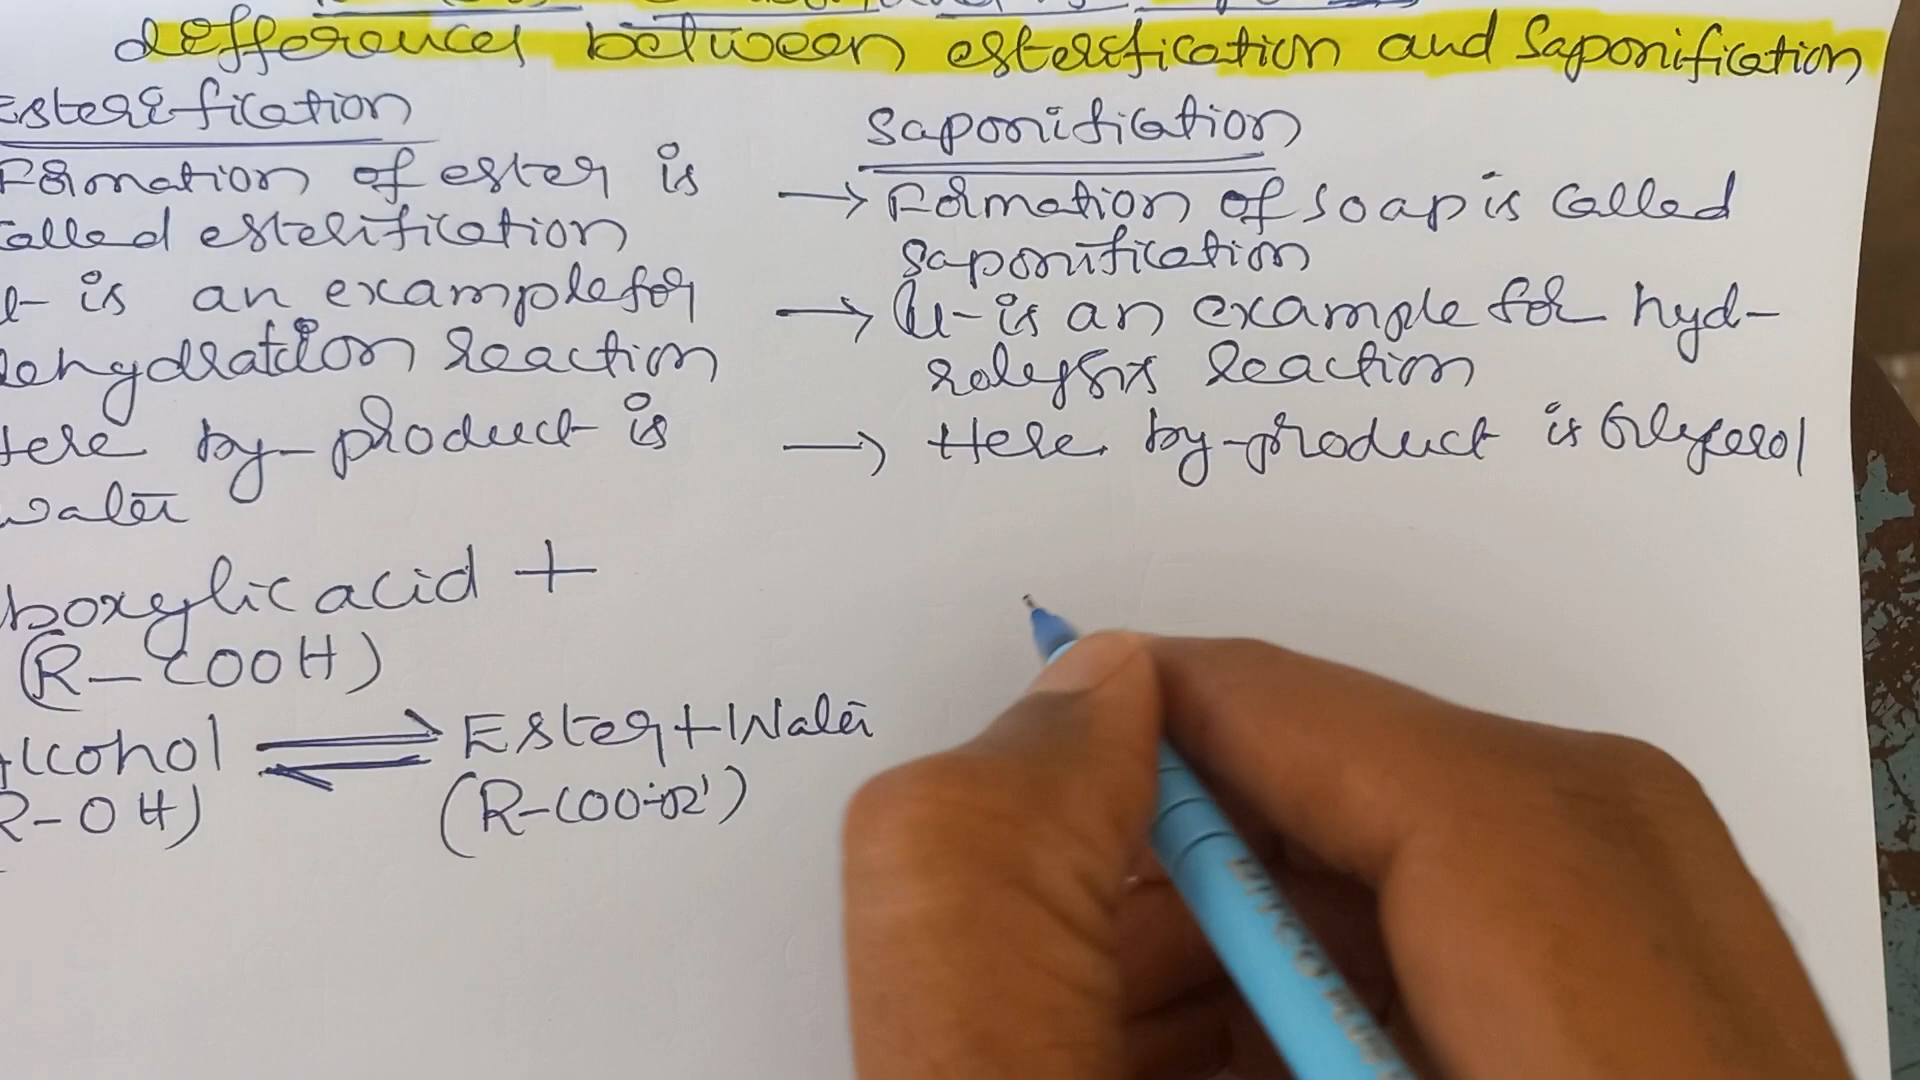 differences between esterification and Saponification
Esterification
Formation of ester is
called esterification
is an example for
dehydration reaction
Here by-product is
water
boxylic acid +
(R-COOH)
Alcohol ⇌ Ester + Water
R-OH) (R-COO-R')
Saponification
→ Formation of soap is called
saponification
→ It is an example for hyd-
rolysis reaction
→ Here by-product is Glycerol